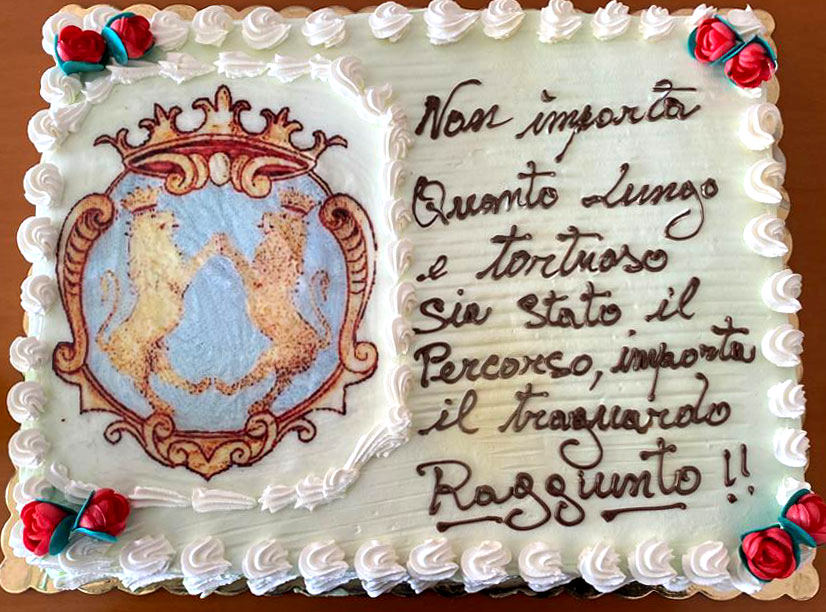 Non importa
Quanto Lungo
e tortuoso
sia stato il
Percorso, importa
il traguardo
Raggiunto !!